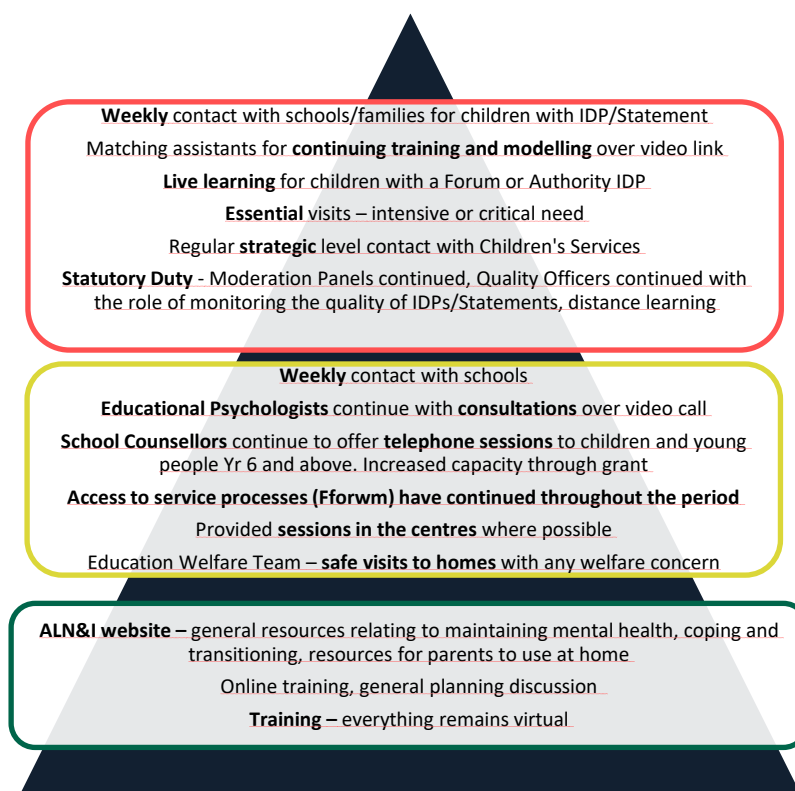 Weekly contact with schools/families for children with IDP/Statement
Matching assistants for continuing training and modelling over video link
Live learning for children with a Forum or Authority IDP
Essential visits – intensive or critical need
Regular strategic level contact with Children's Services
Statutory Duty - Moderation Panels continued, Quality Officers continued with
the role of monitoring the quality of IDPs/Statements, distance learning
Weekly contact with schools
Educational Psychologists continue with consultations over video call
School Counsellors continue to offer telephone sessions to children and young
people Yr 6 and above. Increased capacity through grant
Access to service processes (Fforwm) have continued throughout the period
Provided sessions in the centres where possible
Education Welfare Team – safe visits to homes with any welfare concern
ALN&I website – general resources relating to maintaining mental health, coping and
transitioning, resources for parents to use at home
Online training, general planning discussion
Training – everything remains virtual